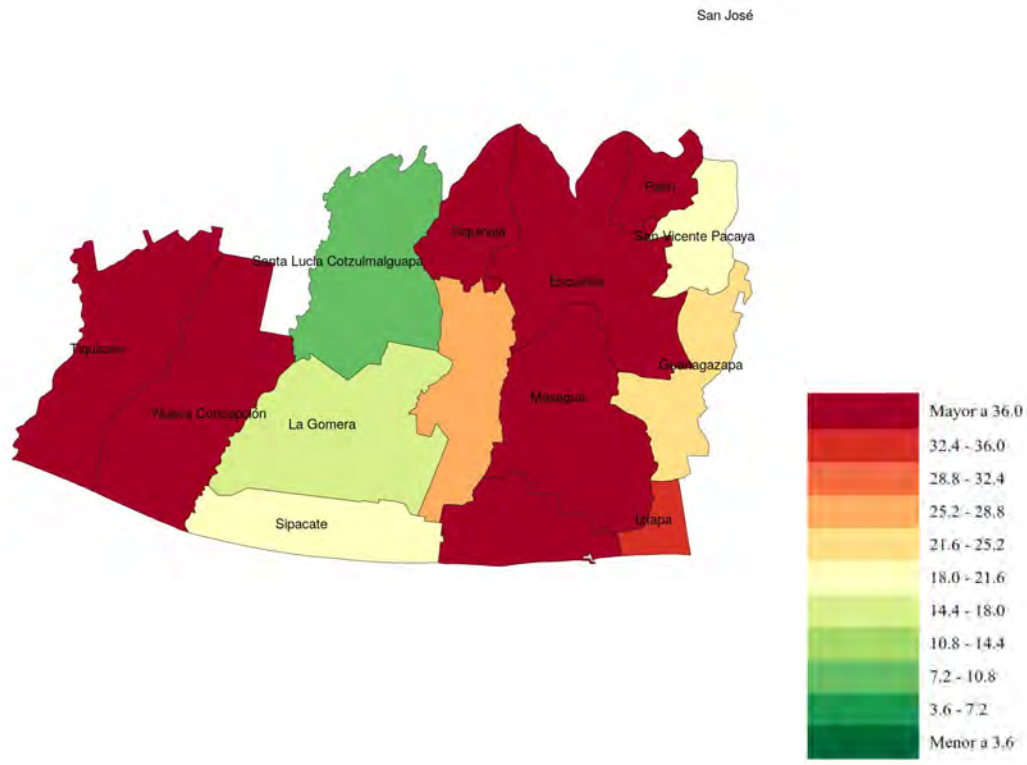 San José
Palín
San Vicente Pacaya
Siquinalá
Santa Lucía Cotzulmalguapa
Escuintla
Tiquisate
Guanagazapa
Masagua
Nueva Concepción
La Gomera
Sipacate
Iztapa
Mayor a 36.0
32.4 - 36.0
28.8 - 32.4
25.2 - 28.8
21.6 - 25.2
18.0 - 21.6
14.4 - 18.0
10.8 - 14.4
7.2 - 10.8
3.6 - 7.2
Menor a 3.6